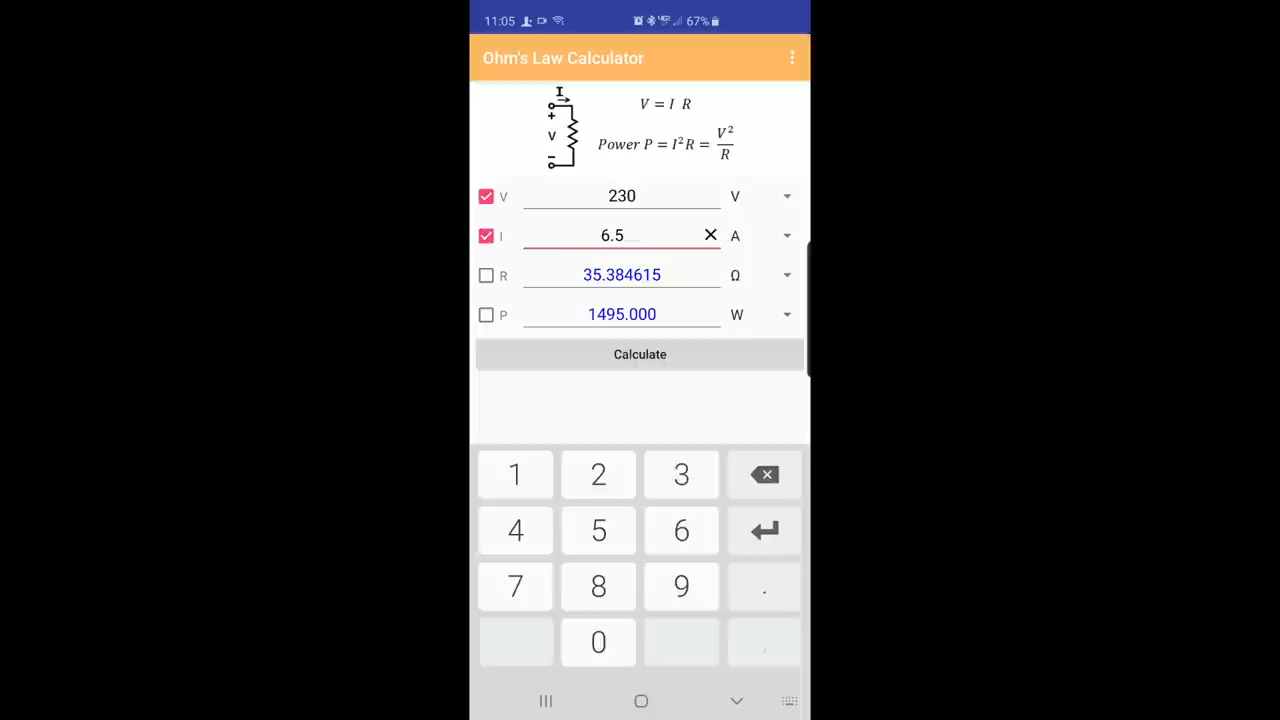 11:05 67%
Ohm's Law Calculator
I
+
V
−
V = I R
Power P = I²R = V²/R
V 230 V
I 6.5 A
R 35.384615 Ω
P 1495.000 W
Calculate
1 2 3
4 5 6
7 8 9 .
0 ,